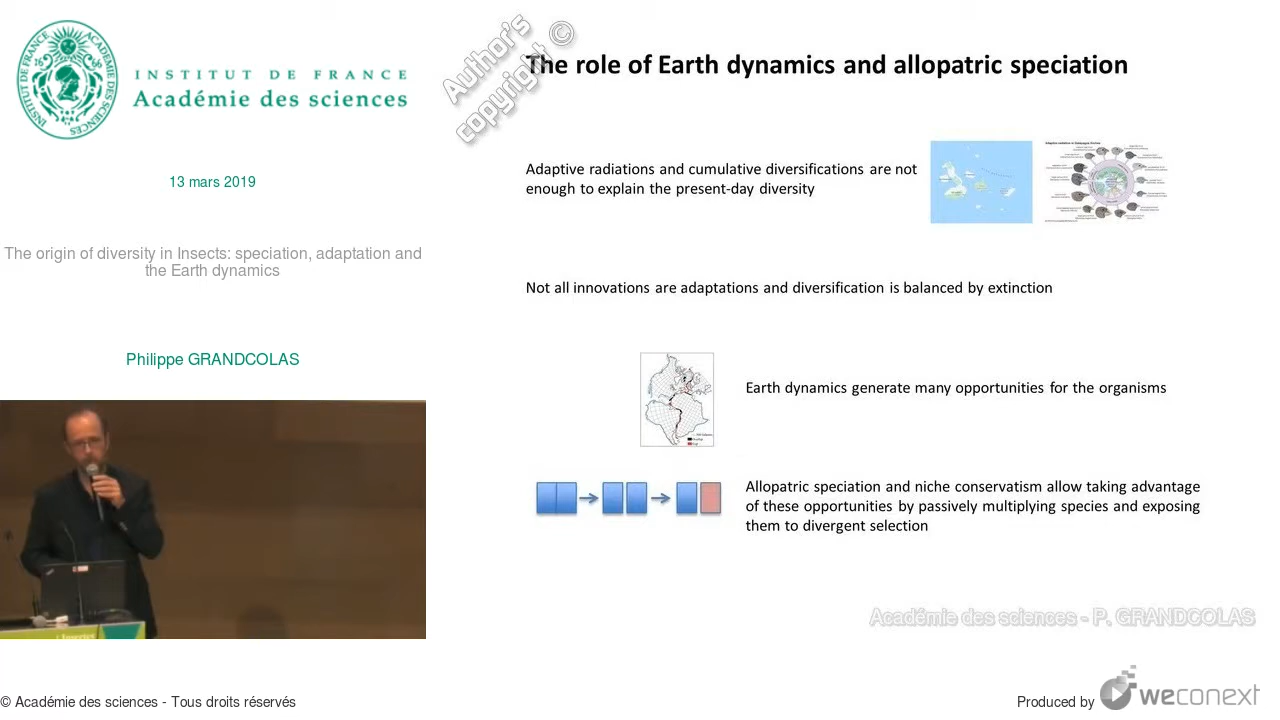 INSTITUT DE FRANCE
Académie des sciences
13 mars 2019
The origin of diversity in Insects: speciation, adaptation and
the Earth dynamics
Philippe GRANDCOLAS
Author's
copyright ©
The role of Earth dynamics and allopatric speciation
Adaptive radiations and cumulative diversifications are not
enough to explain the present-day diversity
Not all innovations are adaptations and diversification is balanced by extinction
Earth dynamics generate many opportunities for the organisms
Allopatric speciation and niche conservatism allow taking advantage
of these opportunities by passively multiplying species and exposing
them to divergent selection
Académie des sciences - P. GRANDCOLAS
© Académie des sciences - Tous droits réservés
Produced by
weconext